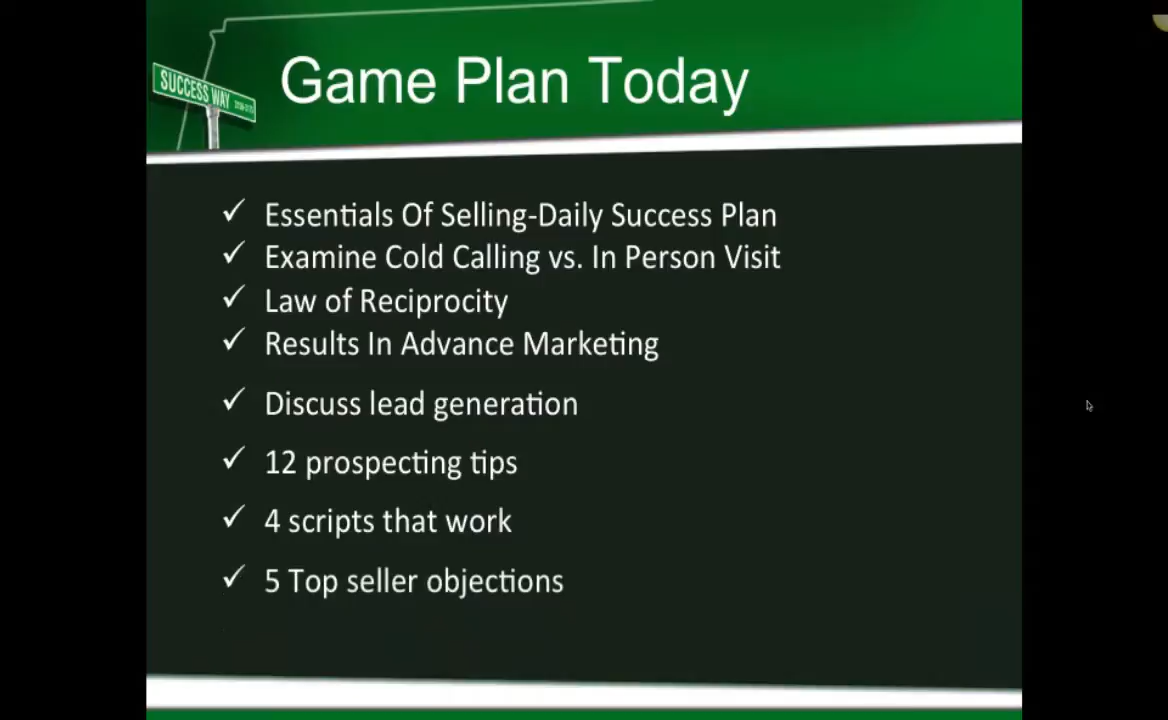 Game Plan Today
SUCCESS WAY
✓ Essentials Of Selling-Daily Success Plan
✓ Examine Cold Calling vs. In Person Visit
✓ Law of Reciprocity
✓ Results In Advance Marketing
✓ Discuss lead generation
✓ 12 prospecting tips
✓ 4 scripts that work
✓ 5 Top seller objections